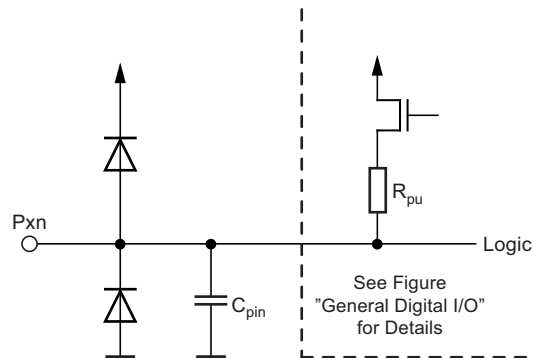 Pxn
C_pin
R_pu
Logic
See Figure
"General Digital I/O"
for Details